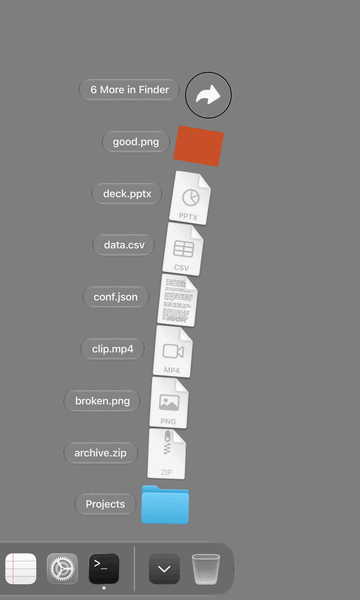 6 More in Finder
good.png
deck.pptx
PPTX
data.csv
CSV
conf.json
clip.mp4
MP4
broken.png
PNG
archive.zip
ZIP
Projects
>_